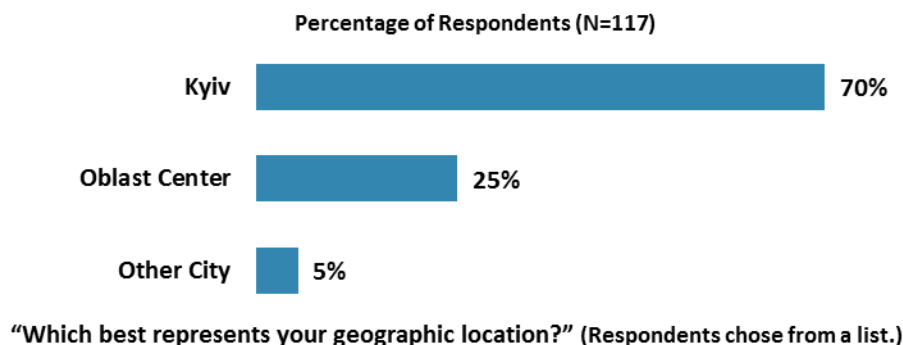 Percentage of Respondents (N=117)
Kyiv 70%
Oblast Center 25%
Other City 5%
“Which best represents your geographic location?” (Respondents chose from a list.)